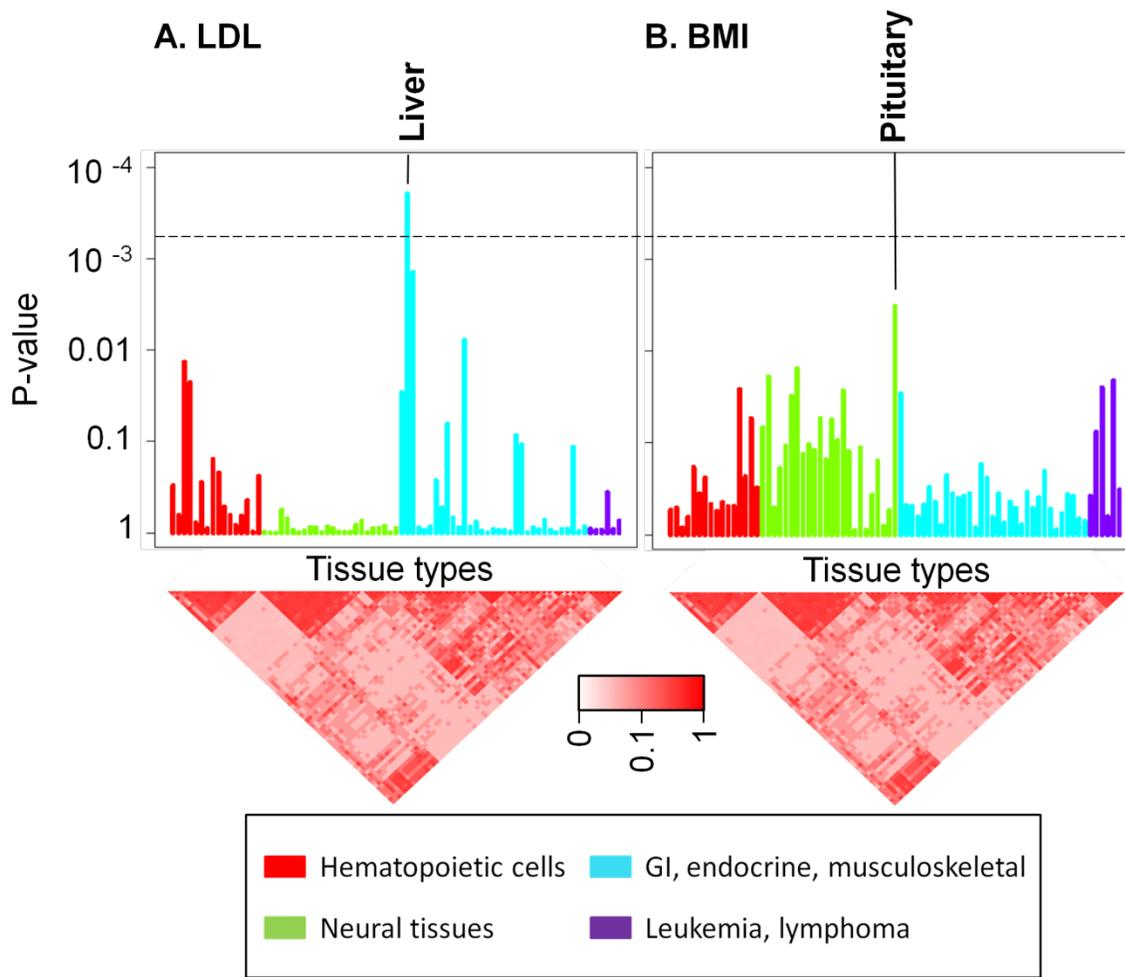 A. LDL
B. BMI
Liver
Pituitary
P-value
10 -4
10 -3
0.01
0.1
1
Tissue types
Tissue types
0
0.1
1
Hematopoietic cells
GI, endocrine, musculoskeletal
Neural tissues
Leukemia, lymphoma